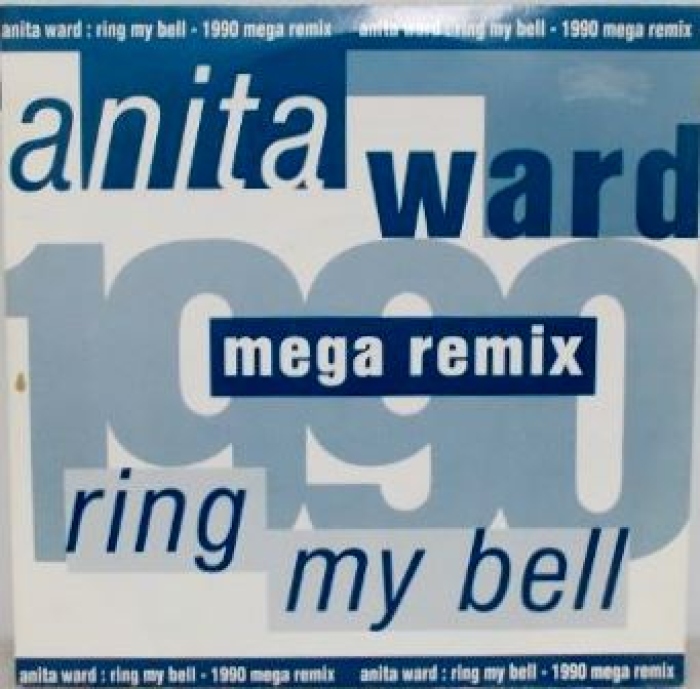 anita ward : ring my bell - 1990 mega remix anita ward : ring my bell - 1990 mega remix
anita
ward
1990
mega remix
ring
my bell
anita ward : ring my bell - 1990 mega remix anita ward : ring my bell - 1990 mega remix